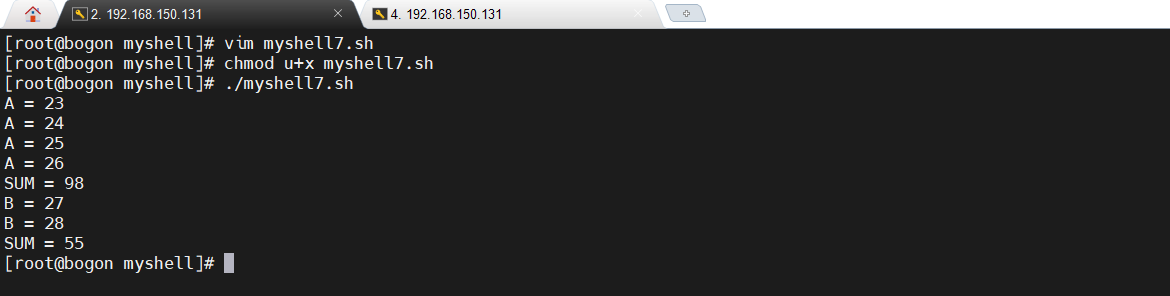 2. 192.168.150.131
4. 192.168.150.131
[root@bogon myshell]# vim myshell7.sh
[root@bogon myshell]# chmod u+x myshell7.sh
[root@bogon myshell]# ./myshell7.sh
A = 23
A = 24
A = 25
A = 26
SUM = 98
B = 27
B = 28
SUM = 55
[root@bogon myshell]#